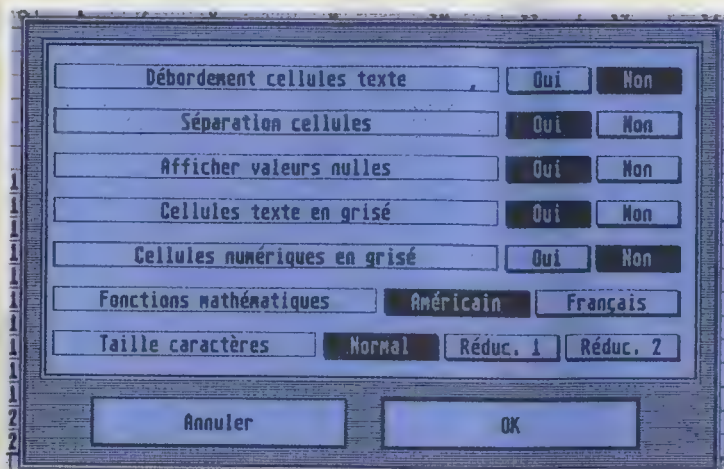 Débordement cellules texte Oui Non
Séparation cellules Oui Non
Afficher valeurs nulles Oui Non
Cellules texte en grisé Oui Non
Cellules numériques en grisé Oui Non
Fonctions mathématiques Américain Français
Taille caractères Normal Réduc. 1 Réduc. 2
Annuler OK